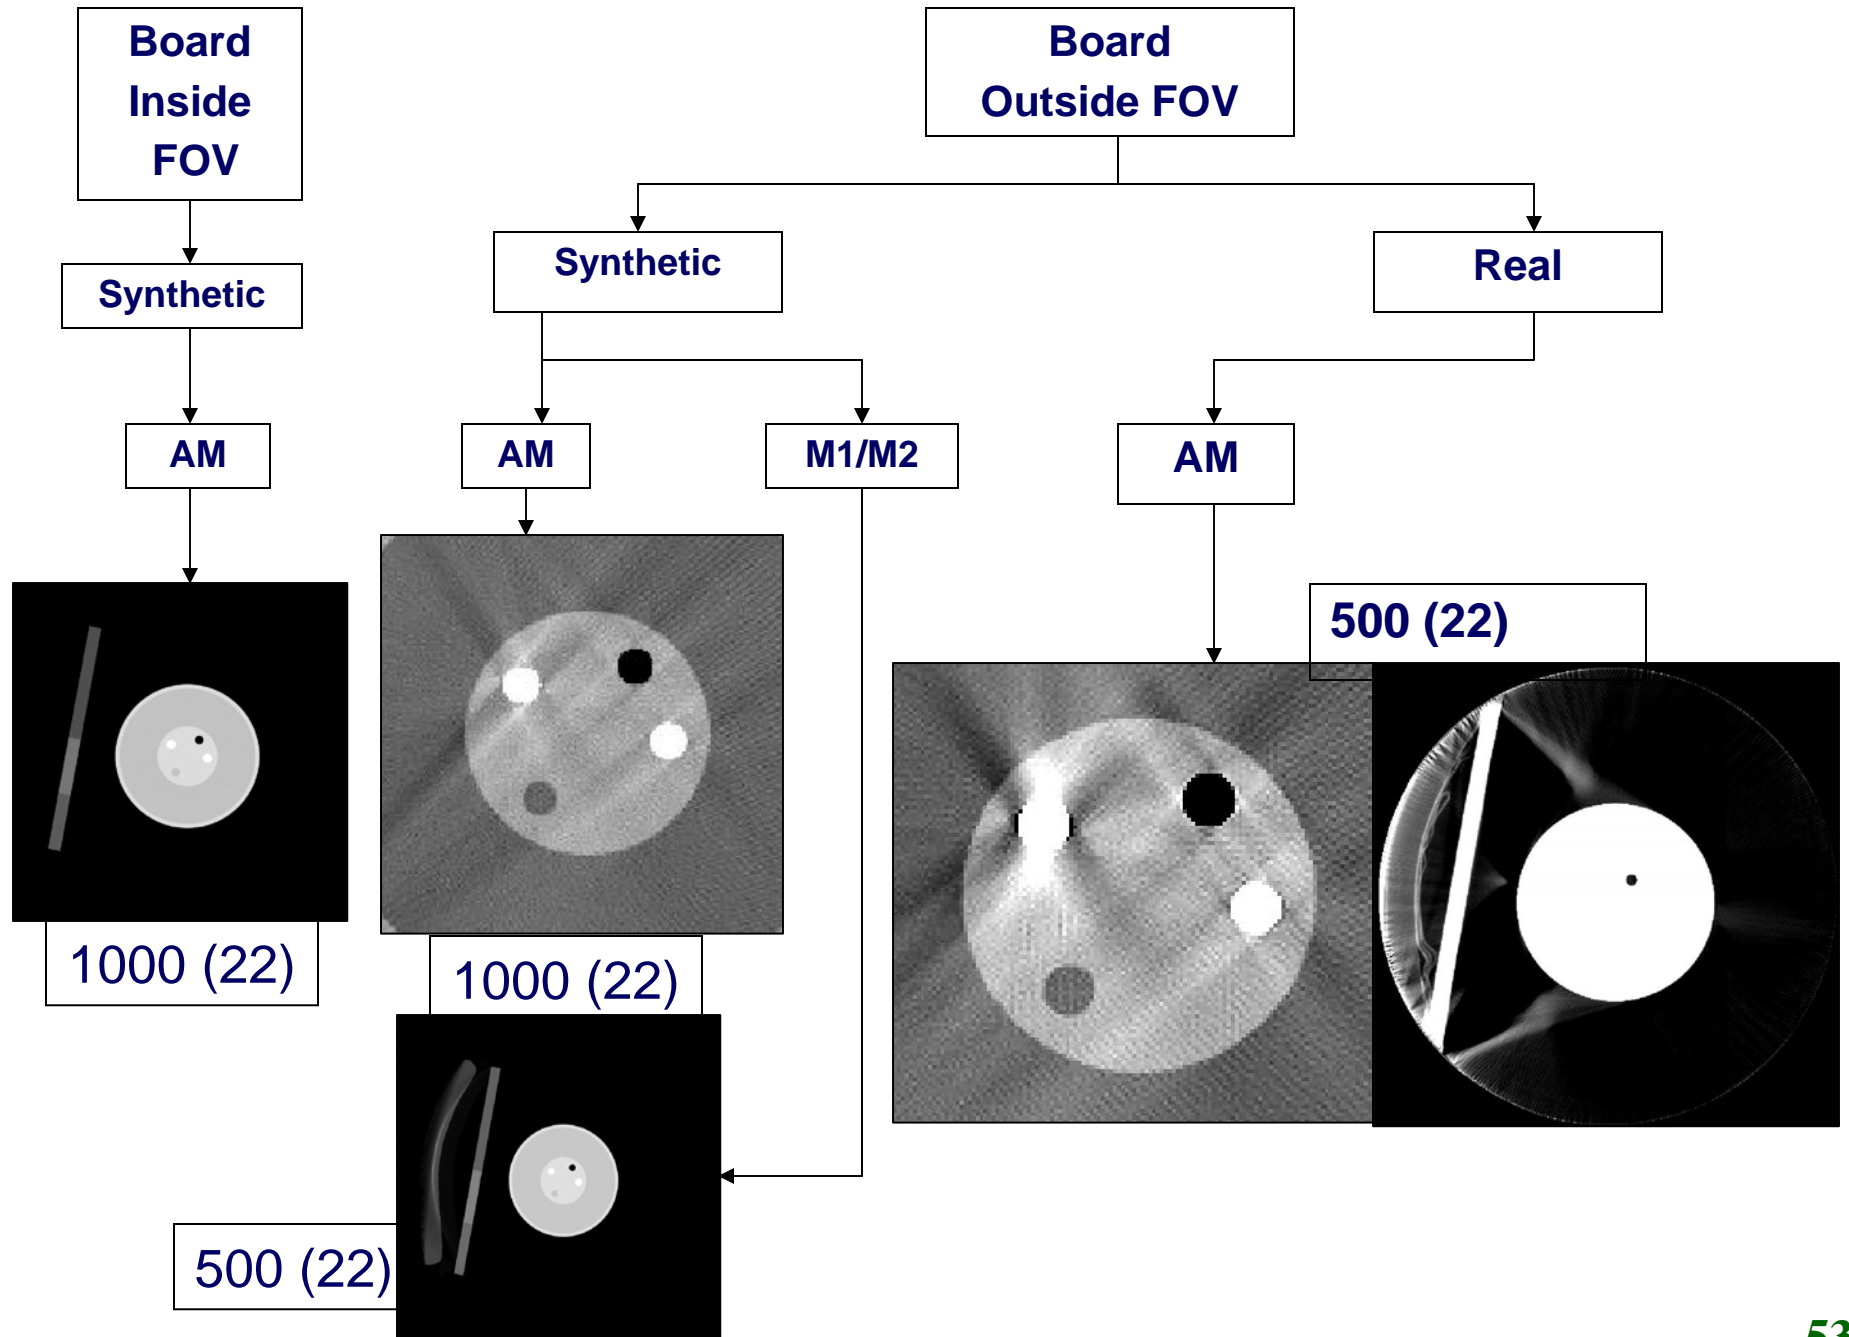 Board
Inside
FOV
Board
Outside FOV
Synthetic
Synthetic
Real
AM
AM
M1/M2
AM
500 (22)
1000 (22)
1000 (22)
500 (22)
53